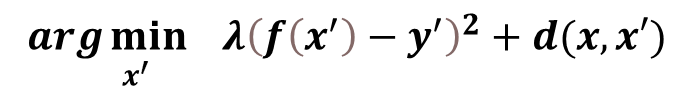 arg min λ(f(x′) − y′)² + d(x, x′)
x′